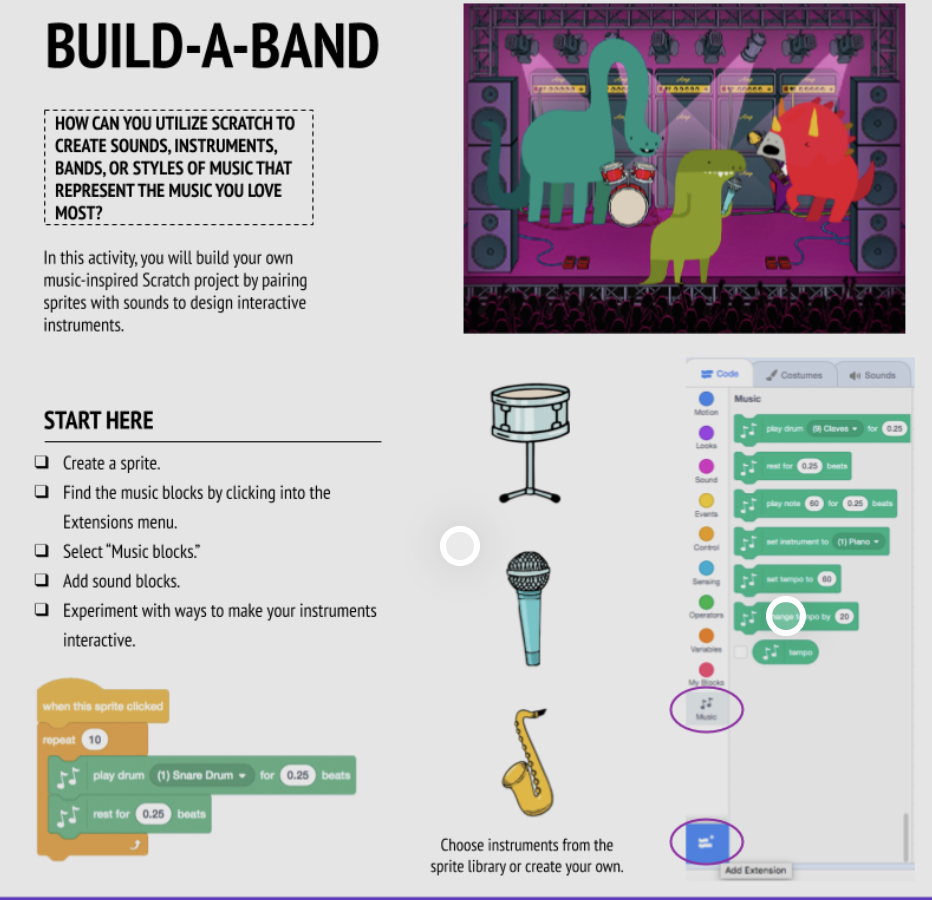 BUILD-A-BAND
HOW CAN YOU UTILIZE SCRATCH TO
CREATE SOUNDS, INSTRUMENTS,
BANDS, OR STYLES OF MUSIC THAT
REPRESENT THE MUSIC YOU LOVE
MOST?
In this activity, you will build your own
music-inspired Scratch project by pairing
sprites with sounds to design interactive
instruments.
START HERE
❑ Create a sprite.
❑ Find the music blocks by clicking into the
Extensions menu.
❑ Select “Music blocks.”
❑ Add sound blocks.
❑ Experiment with ways to make your instruments
interactive.
when this sprite clicked
repeat 10
play drum (1) Snare Drum for 0.25 beats
rest for 0.25 beats
Choose instruments from the
sprite library or create your own.
Code Costumes Sounds
Motion
Looks
Sound
Events
Control
Sensing
Operators
Variables
My Blocks
Music
Music
play drum (9) Claves for 0.25
rest for 0.25 beats
play note 60 for 0.25 beats
set instrument to (1) Piano
set tempo to 60
by 20
tempo
Add Extension